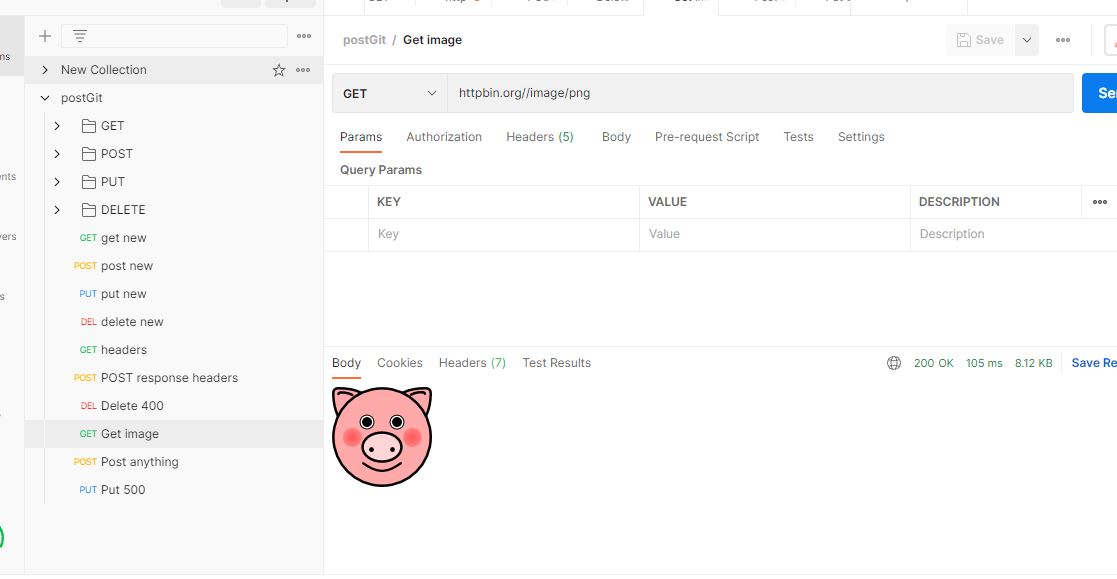 postGit / Get image
Save
New Collection
GET
httpbin.org//image/png
postGit
GET
POST
PUT
DELETE
GET get new
POST post new
PUT put new
DEL delete new
GET headers
POST POST response headers
DEL Delete 400
GET Get image
POST Post anything
PUT Put 500
Params Authorization Headers (5) Body Pre-request Script Tests Settings
Query Params
KEY VALUE DESCRIPTION
Key Value Description
Body Cookies Headers (7) Test Results
200 OK 105 ms 8.12 KB Save Re